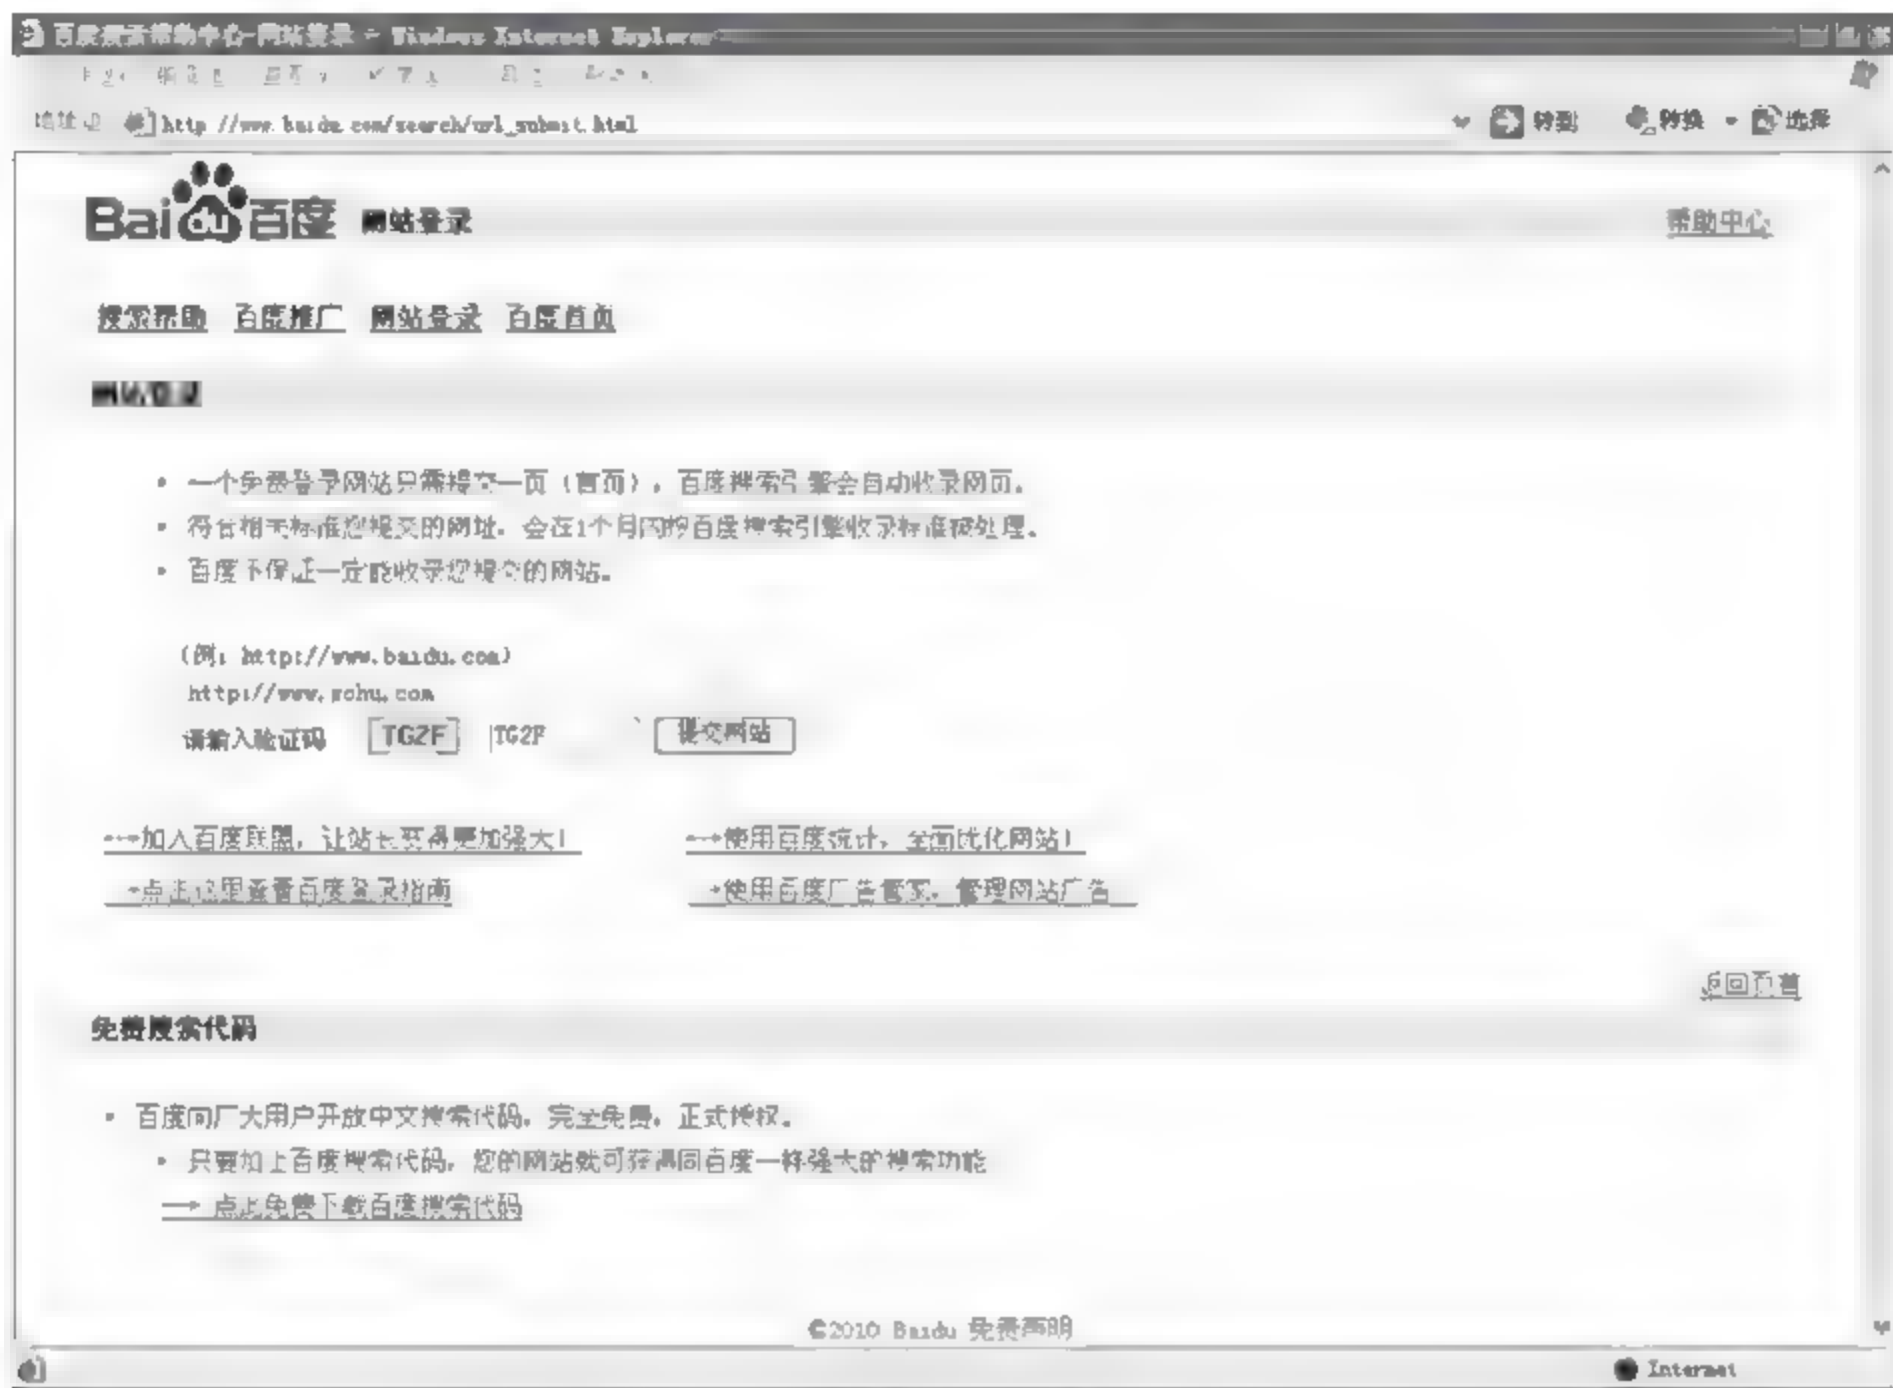 百度搜索帮助中心-网站登录 - Windows Internet Explorer
http://www.baidu.com/search/url_submit.html 转到 转换 选择
Bai du 百度 网站登录 帮助中心
搜索帮助 百度推广 网站登录 百度首页
• 一个免费登录网站只需提交一页（首页），百度搜索引擎会自动收录网页。
• 符合相关标准您提交的网址，会在1个月内按百度搜索引擎收录标准被处理。
• 百度不保证一定能收录您提交的网站。
（例：http://www.baidu.com）
http://www.sohu.com
请输入验证码 TG2F TG2F 提交网站
--→加入百度联盟，让站长获得更加强大！ --→使用百度统计，全面优化网站！
→点击这里查看百度登录指南 →使用百度广告管家，管理网站广告
返回页首
免费搜索代码
• 百度向广大用户开放中文搜索代码，完全免费，正式授权。
• 只要加上百度搜索代码，您的网站就可获得同百度一样强大的搜索功能
—→ 点此免费下载百度搜索代码
©2010 Baidu 免责声明
Internet